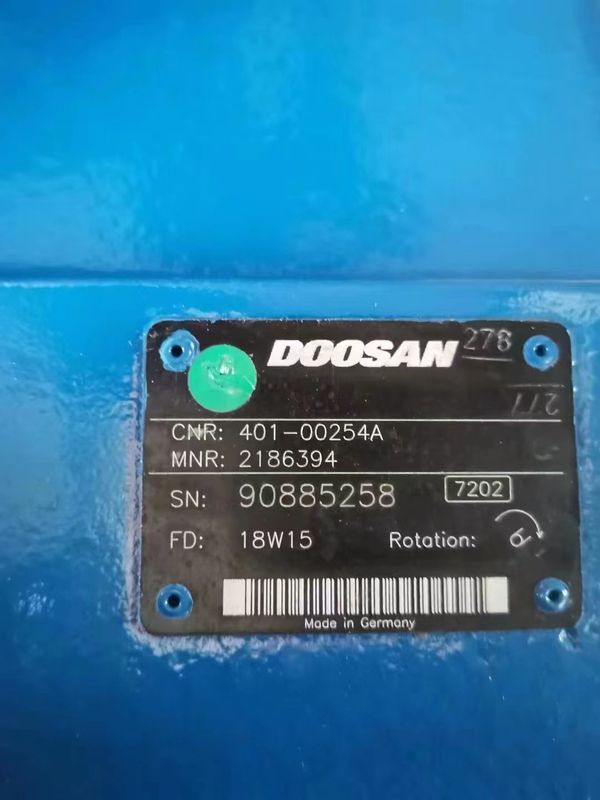 DOOSAN 278
277
CNR: 401-00254A
MNR: 2186394
SN: 90885258 7202
FD: 18W15 Rotation: R
Made in Germany